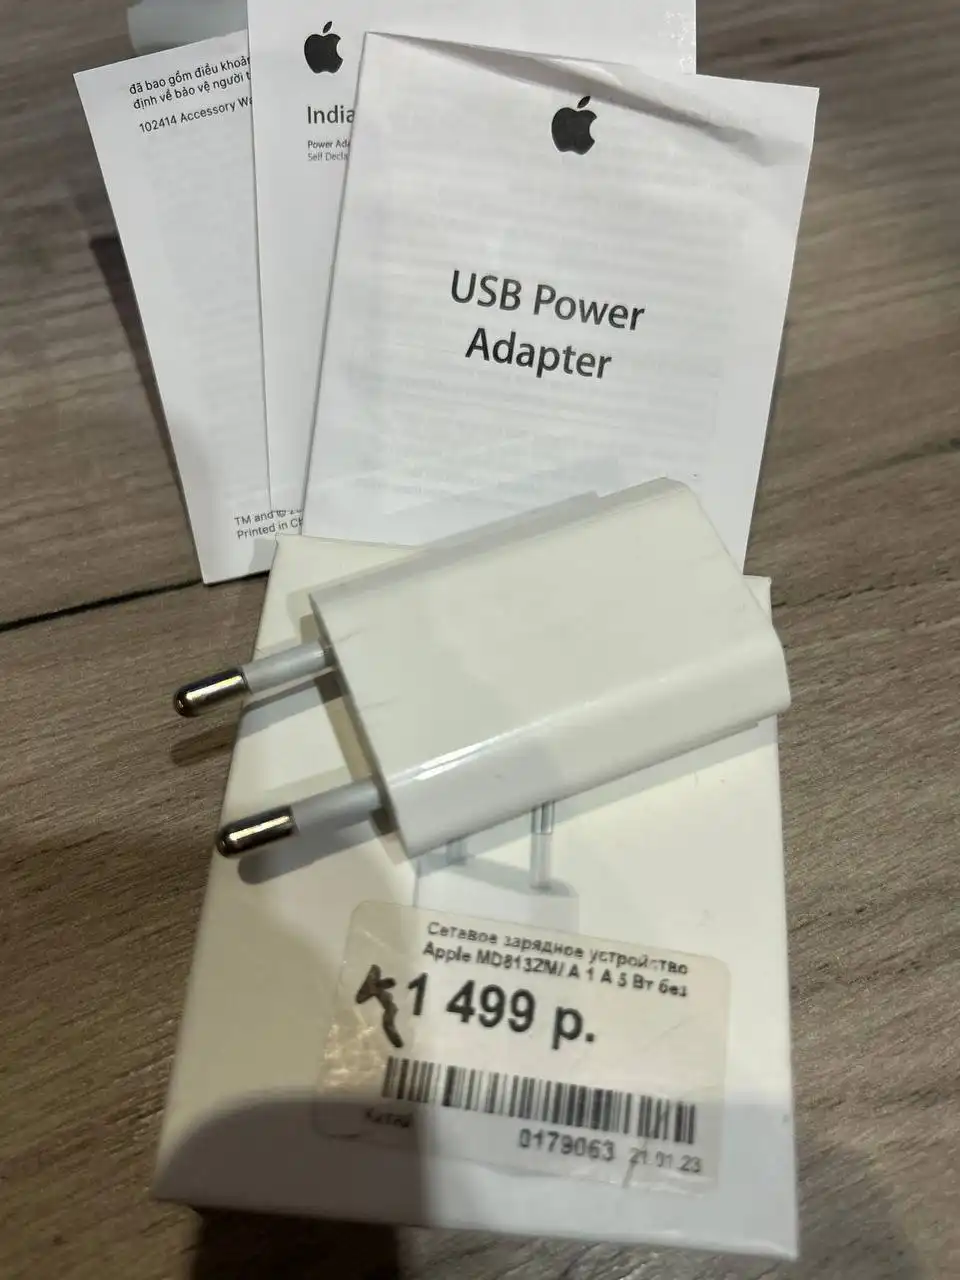 đã bao gồm điều khoản
định về bảo vệ người t
102414 Accessory Wa
TM and ©
Printed in Ch
India
Power Ada
Self Decla
USB Power
Adapter
Сетевое зарядное устройство
Apple MD813ZM/ A 1 А 5 Вт без
1 499 р.
Китай
0179063 21.01.23